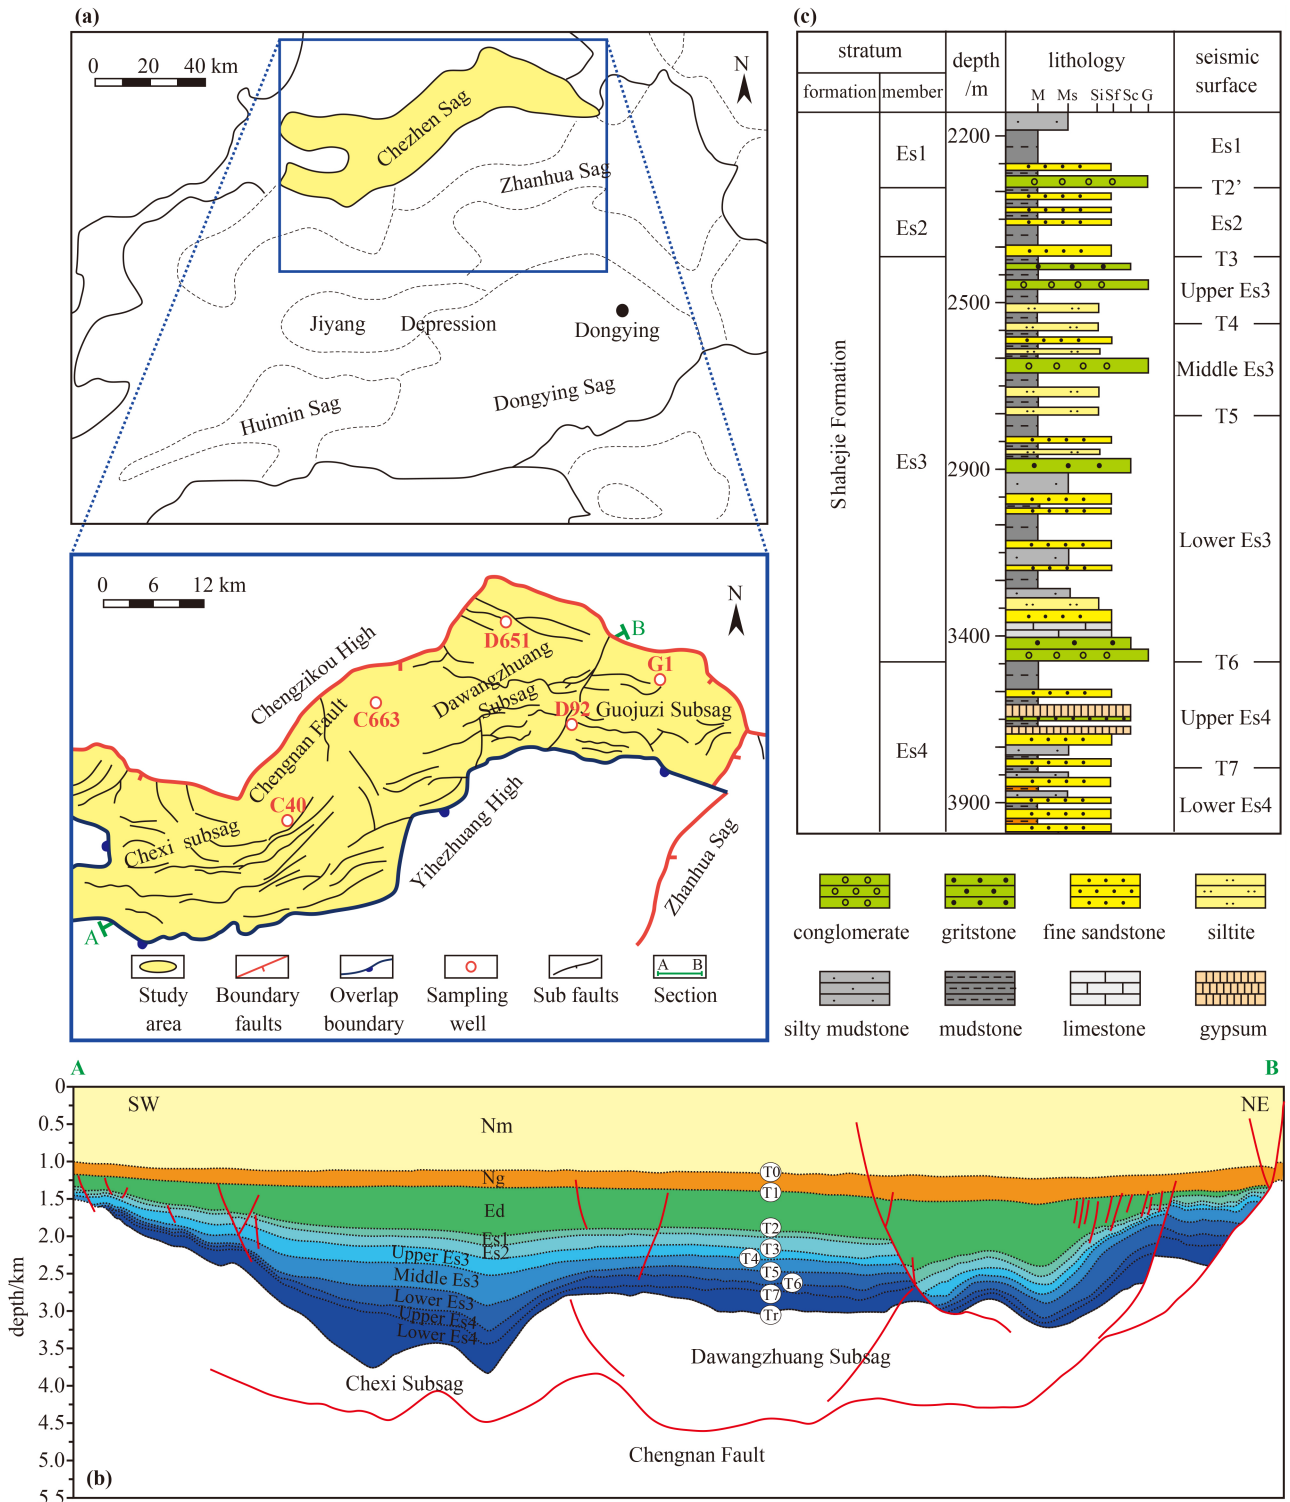 (a)
0 20 40 km
N
Chezhen Sag
Zhanhua Sag
Jiyang Depression
Dongying
Huimin Sag
Dongying Sag
0 6 12 km
N
Chengzikou High
Chengnan Fault
D651
B
Dawangzhuang
Subsag
G1
C663
D92
Guojuzi Subsag
C40
Chexi subsag
Yihezhuang High
Zhanhua Sag
A
A B
Study
area
Boundary
faults
Overlap
boundary
Sampling
well
Sub faults
Section
(c)
stratum
formation
member
depth
/m
lithology
M Ms Si Sf Sc G
seismic
surface
Shahejie Formation
Es1
Es2
Es3
Es4
2200
2500
2900
3400
3900
Es1
T2’
Es2
T3
Upper Es3
T4
Middle Es3
T5
Lower Es3
T6
Upper Es4
T7
Lower Es4
conglomerate
gritstone
fine sandstone
siltite
silty mudstone
mudstone
limestone
gypsum
A
B
SW
NE
0
0.5
1.0
1.5
2.0
2.5
3.0
3.5
4.0
4.5
5.0
5.5
depth/km
Nm
Ng
Ed
Es1
Es2
Upper Es3
Middle Es3
Lower Es3
Upper Es4
Lower Es4
T0
T1
T2
T3
T4
T5
T6
T7
Tr
Chexi Subsag
Dawangzhuang Subsag
Chengnan Fault
(b)